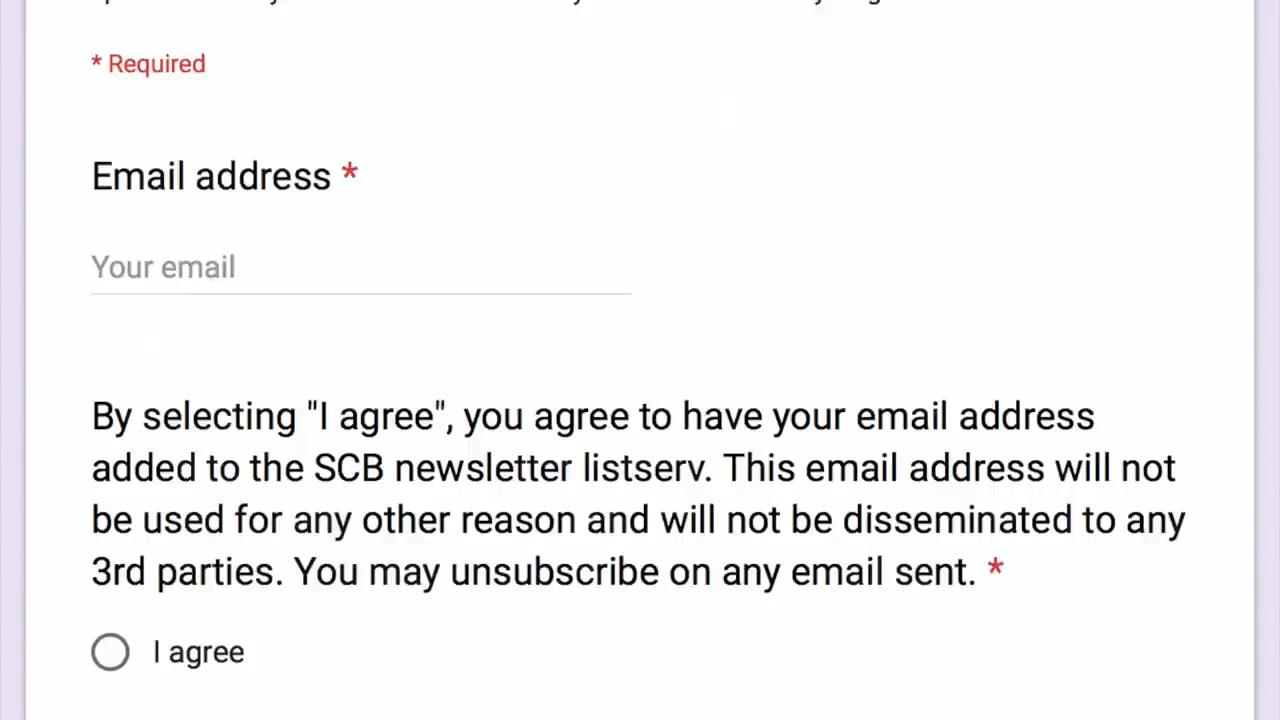 * Required
Email address *
Your email
By selecting "I agree", you agree to have your email address
added to the SCB newsletter listserv. This email address will not
be used for any other reason and will not be disseminated to any
3rd parties. You may unsubscribe on any email sent. *
I agree